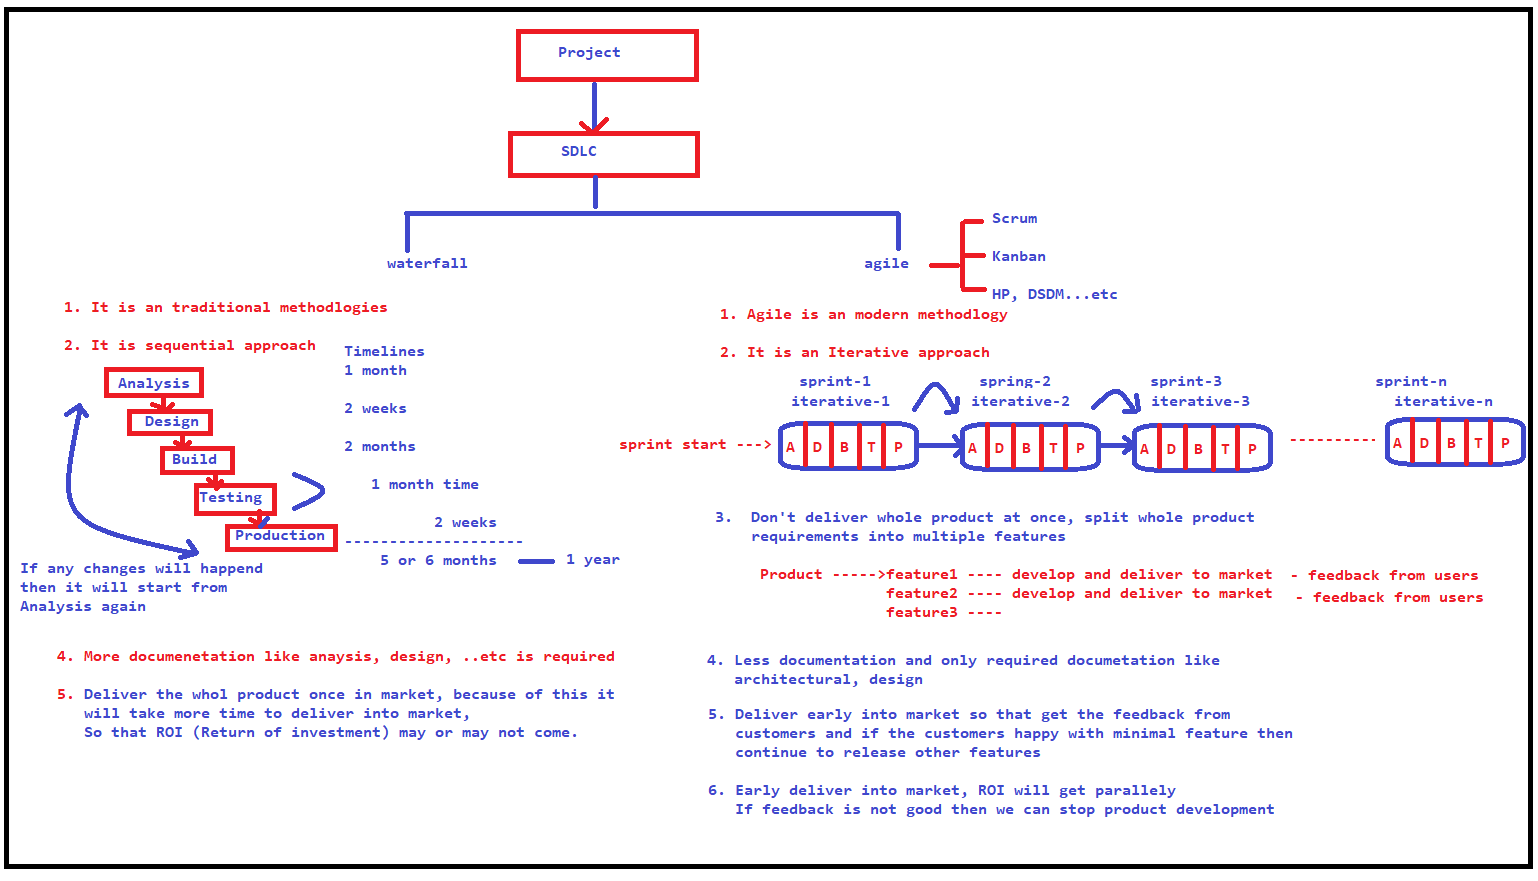 Project
SDLC
waterfall
agile
Scrum
Kanban
HP, DSDM...etc
1. It is an traditional methodlogies
2. It is sequential approach
Timelines
1 month
2 weeks
2 months
1 month time
2 weeks
------------------
5 or 6 months
1 year
Analysis
Design
Build
Testing
Production
If any changes will happend
then it will start from
Analysis again
4. More documenetation like anaysis, design, ..etc is required
5. Deliver the whol product once in market, because of this it
will take more time to deliver into market,
So that ROI (Return of investment) may or may not come.
1. Agile is an modern methodlogy
2. It is an Iterative approach
sprint-1
iterative-1
spring-2
iterative-2
sprint-3
iterative-3
sprint-n
iterative-n
sprint start --->
A D B T P
A D B T P
A D B T P
----------
A D B T P
3. Don't deliver whole product at once, split whole product
requirements into multiple features
Product ----->feature1 ---- develop and deliver to market - feedback from users
feature2 ---- develop and deliver to market - feedback from users
feature3 ----
4. Less documentation and only required documetation like
architectural, design
5. Deliver early into market so that get the feedback from
customers and if the customers happy with minimal feature then
continue to release other features
6. Early deliver into market, ROI will get parallely
If feedback is not good then we can stop product development